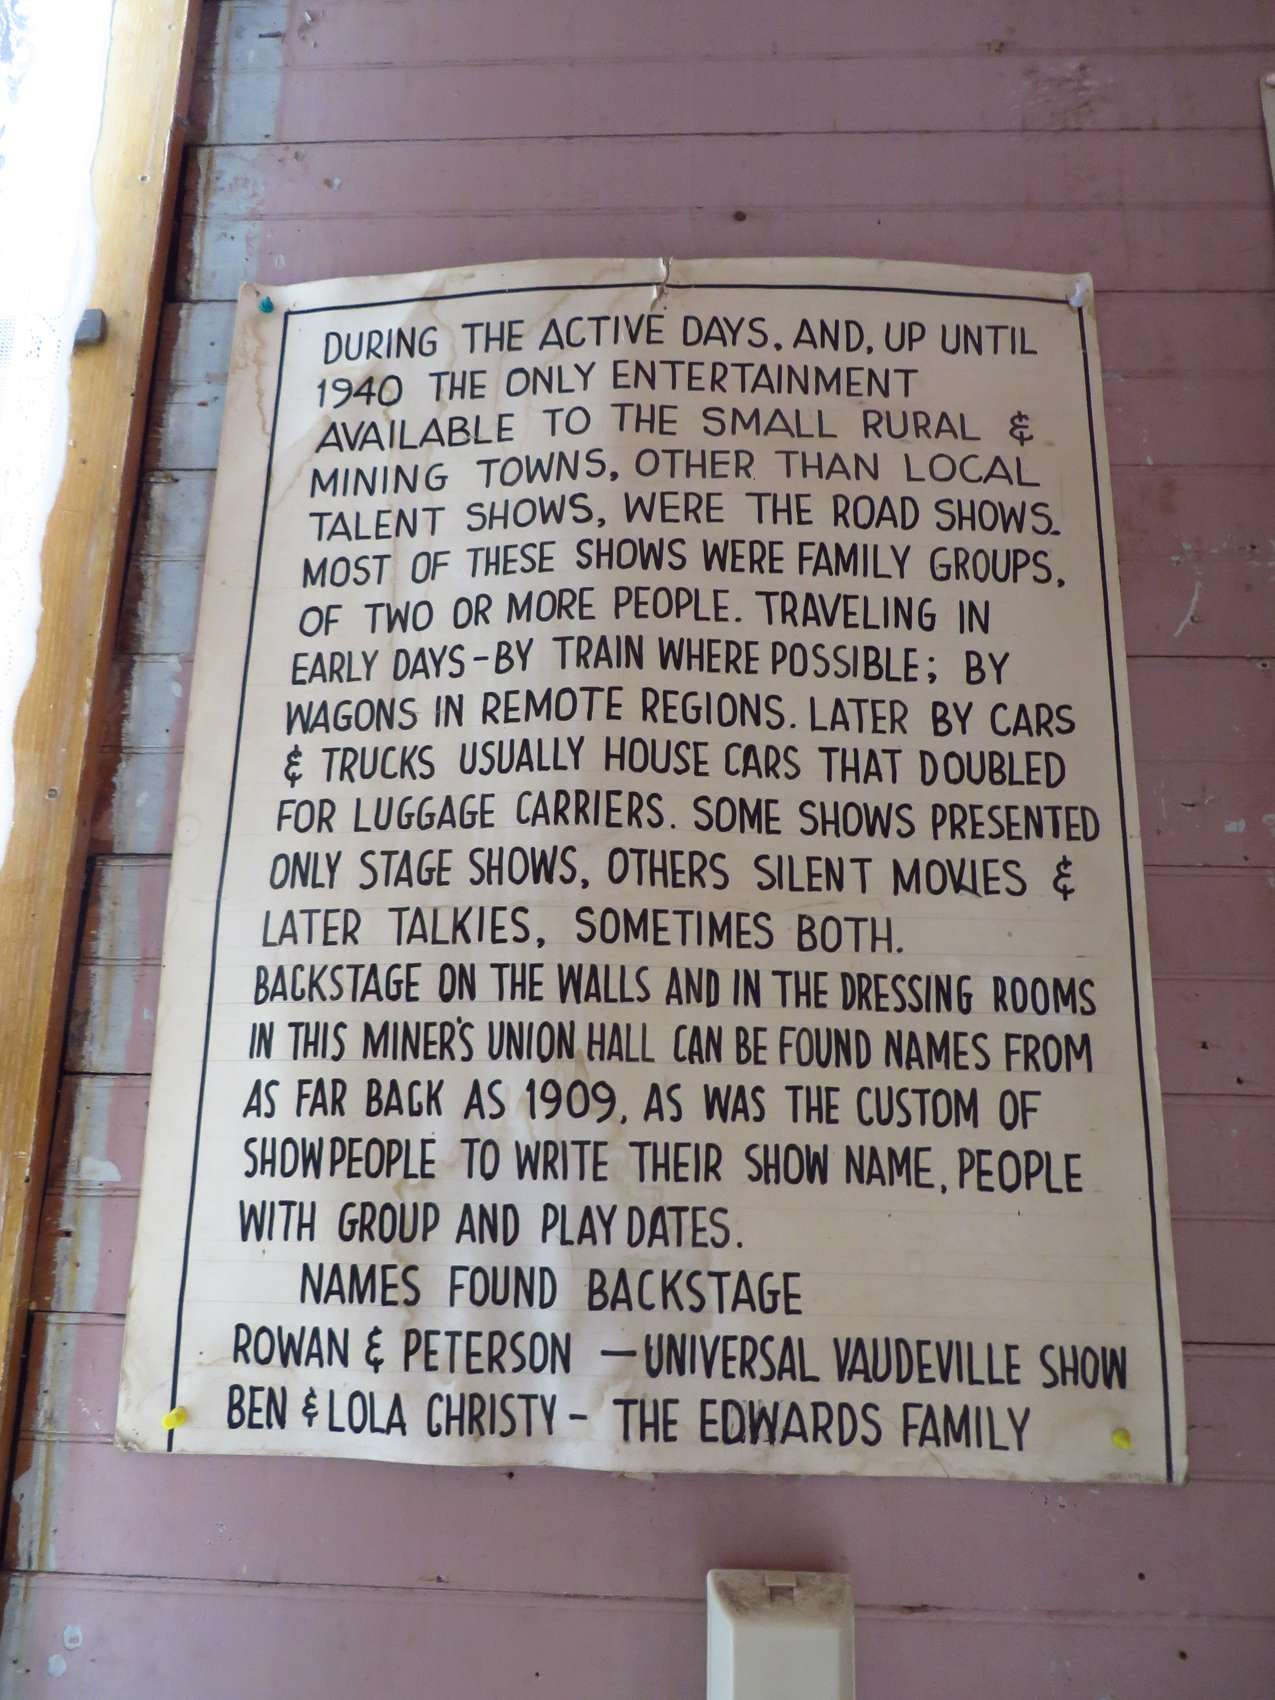 DURING THE ACTIVE DAYS, AND, UP UNTIL
1940 THE ONLY ENTERTAINMENT
AVAILABLE TO THE SMALL RURAL &
MINING TOWNS, OTHER THAN LOCAL
TALENT SHOWS, WERE THE ROAD SHOWS.
MOST OF THESE SHOWS WERE FAMILY GROUPS,
OF TWO OR MORE PEOPLE. TRAVELING IN
EARLY DAYS-BY TRAIN WHERE POSSIBLE; BY
WAGONS IN REMOTE REGIONS. LATER BY CARS
& TRUCKS USUALLY HOUSE CARS THAT DOUBLED
FOR LUGGAGE CARRIERS. SOME SHOWS PRESENTED
ONLY STAGE SHOWS, OTHERS SILENT MOVIES &
LATER TALKIES, SOMETIMES BOTH.
BACKSTAGE ON THE WALLS AND IN THE DRESSING ROOMS
IN THIS MINER'S UNION HALL CAN BE FOUND NAMES FROM
AS FAR BACK AS 1909, AS WAS THE CUSTOM OF
SHOWPEOPLE TO WRITE THEIR SHOW NAME, PEOPLE
WITH GROUP AND PLAY DATES.
NAMES FOUND BACKSTAGE
ROWAN & PETERSON — UNIVERSAL VAUDEVILLE SHOW
BEN & LOLA CHRISTY - THE EDWARDS FAMILY